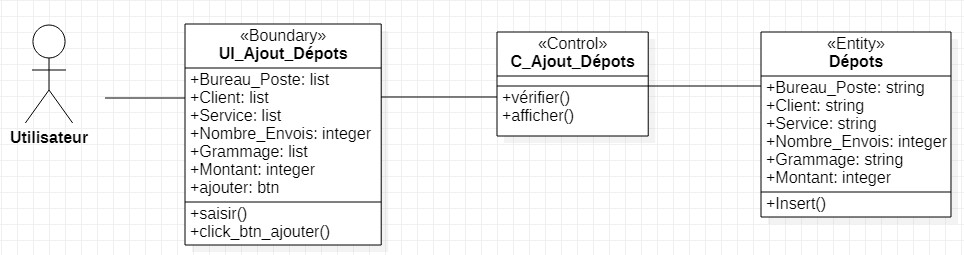 Utilisateur
«Boundary»
UI_Ajout_Dépots
+Bureau_Poste: list
+Client: list
+Service: list
+Nombre_Envois: integer
+Grammage: list
+Montant: integer
+ajouter: btn
+saisir()
+click_btn_ajouter()
«Control»
C_Ajout_Dépots
+vérifier()
+afficher()
«Entity»
Dépots
+Bureau_Poste: string
+Client: string
+Service: string
+Nombre_Envois: integer
+Grammage: string
+Montant: integer
+Insert()